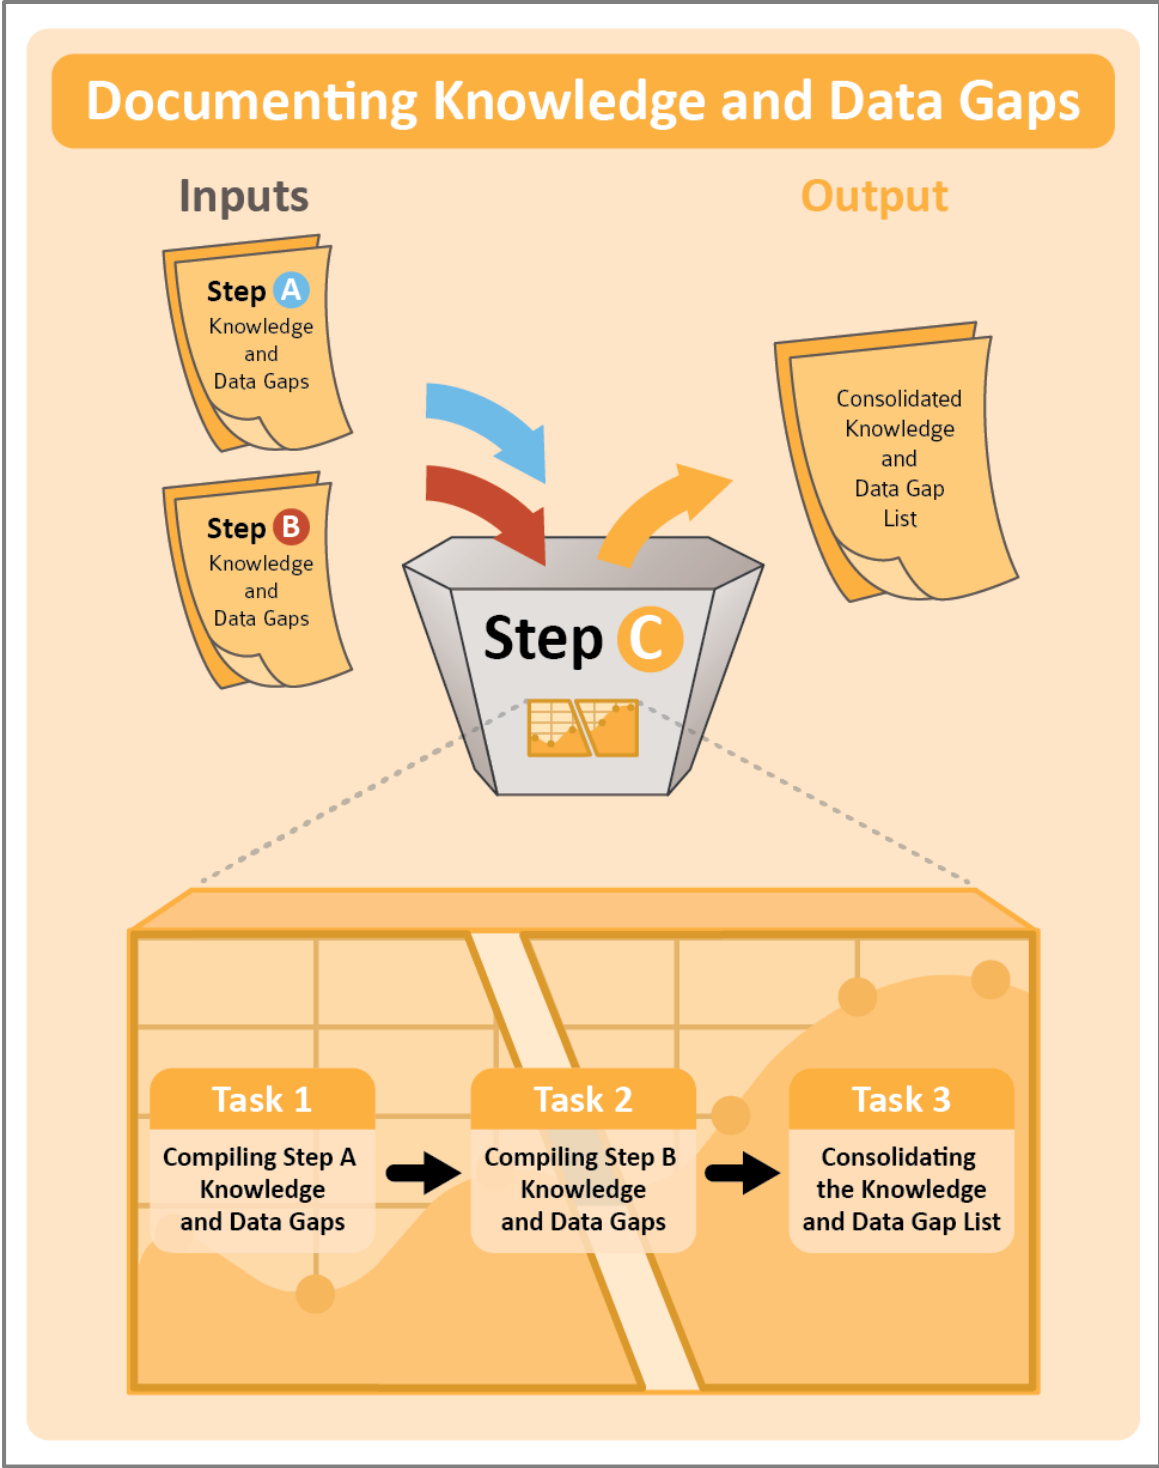 Documenting Knowledge and Data Gaps
Inputs
Output
Step A
Knowledge
and
Data Gaps
Step B
Knowledge
and
Data Gaps
Consolidated
Knowledge
and
Data Gap
List
Step C
Task 1
Compiling Step A
Knowledge
and Data Gaps
Task 2
Compiling Step B
Knowledge
and Data Gaps
Task 3
Consolidating
the Knowledge
and Data Gap List